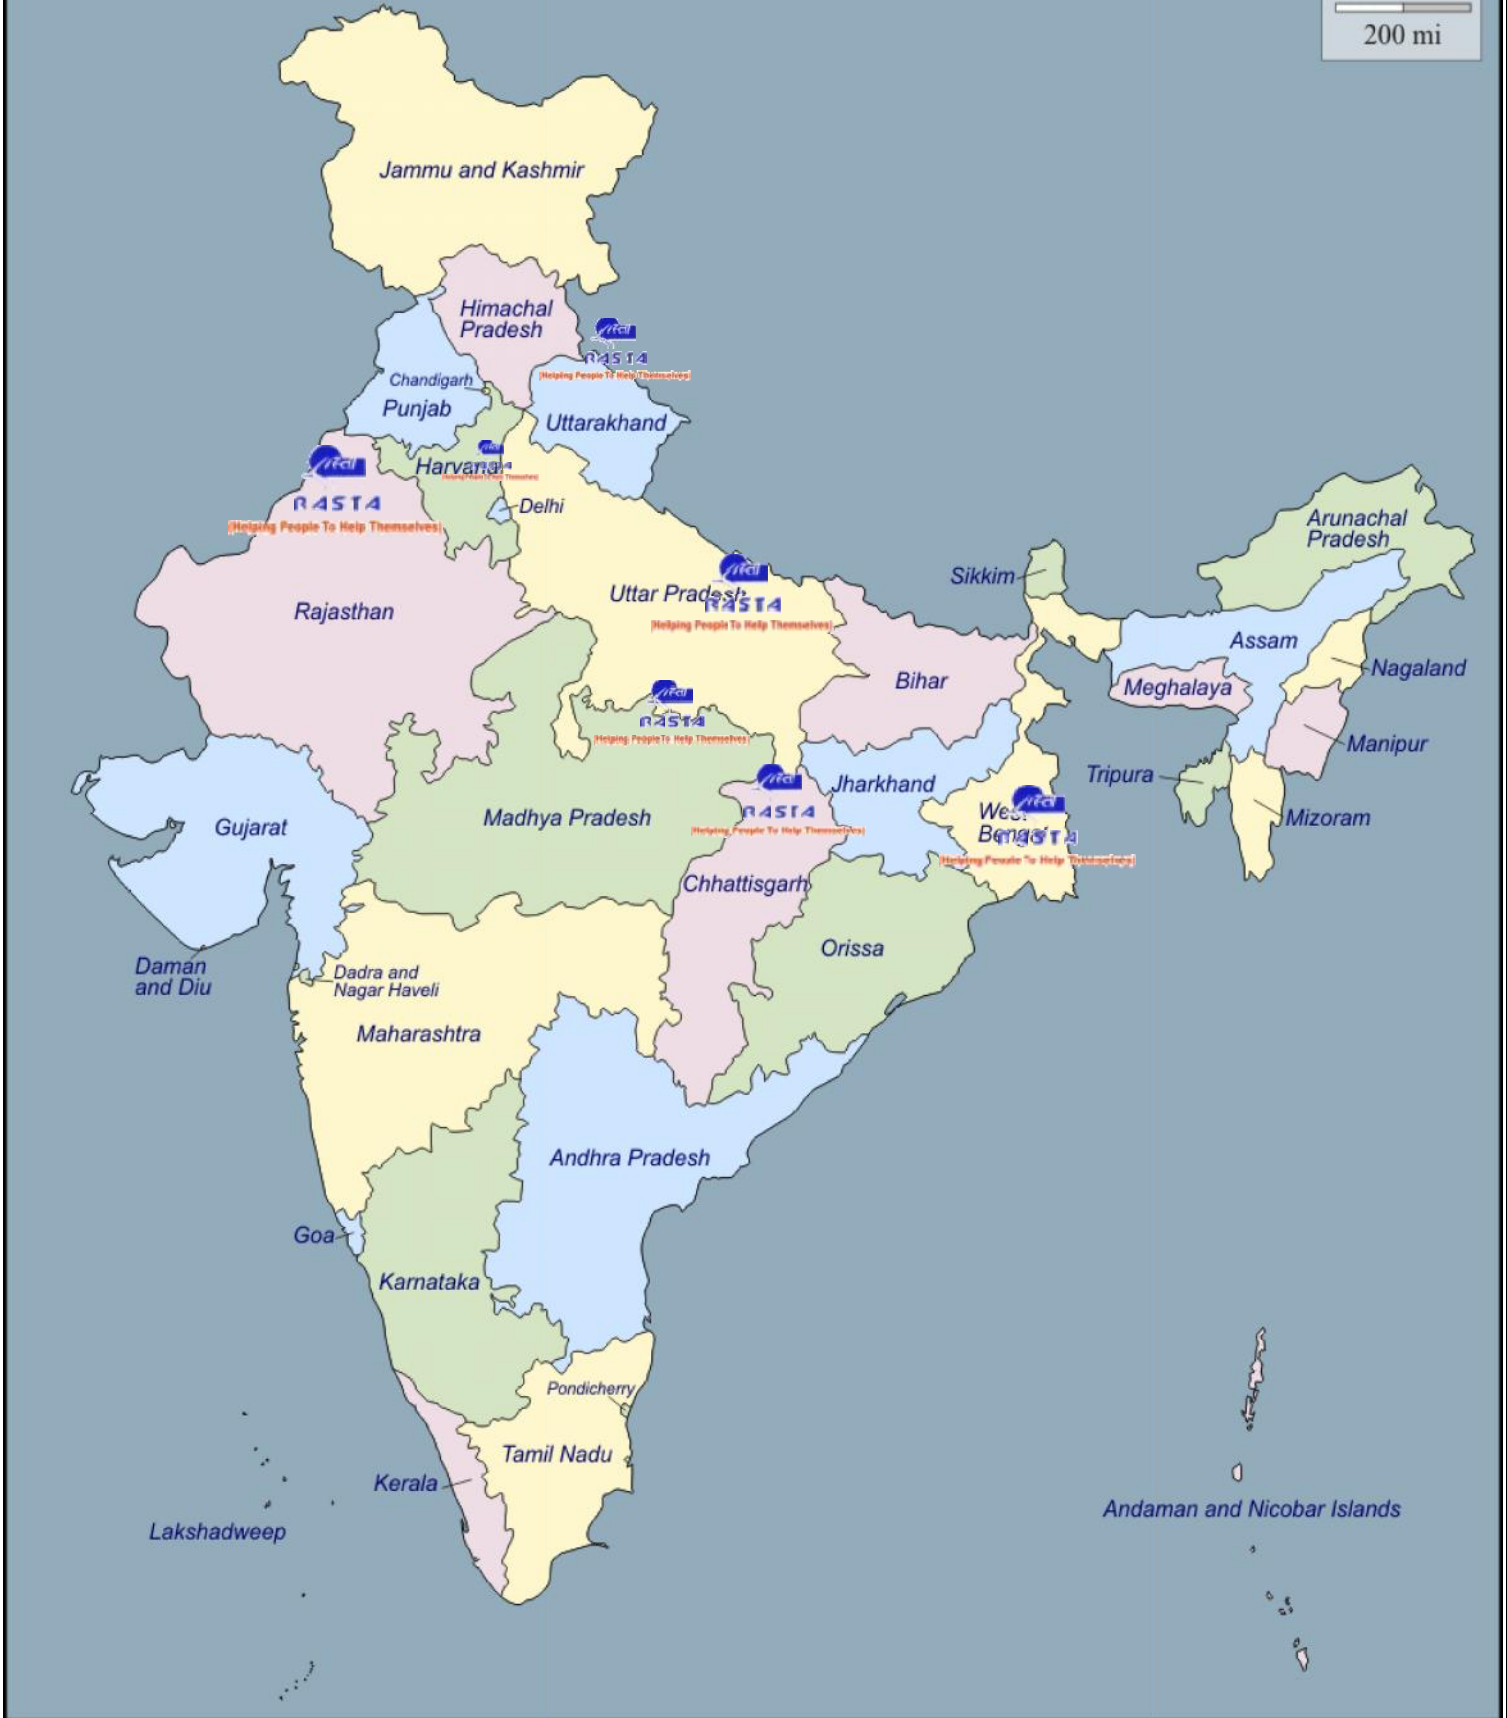 200 mi
Jammu and Kashmir
Himachal
Pradesh
RASTA
(Helping People To Help Themselves)
Chandigarh
Punjab
Uttarakhand
RASTA
(Helping People To Help Themselves)
Delhi
Arunachal
Pradesh
Sikkim
Uttar Pradesh
RASTA
(Helping People To Help Themselves)
Rajasthan
Assam
Nagaland
Bihar
Meghalaya
RASTA
(Helping People To Help Themselves)
Manipur
Tripura
Jharkhand
RASTA
(Helping People To Help Themselves)
Mizoram
West
Bengal
RASTA
(Helping People To Help Themselves)
Madhya Pradesh
Gujarat
Chhattisgarh
Orissa
Daman
and Diu
Dadra and
Nagar Haveli
Maharashtra
Andhra Pradesh
Goa
Karnataka
Pondicherry
Tamil Nadu
Kerala
Lakshadweep
Andaman and Nicobar Islands